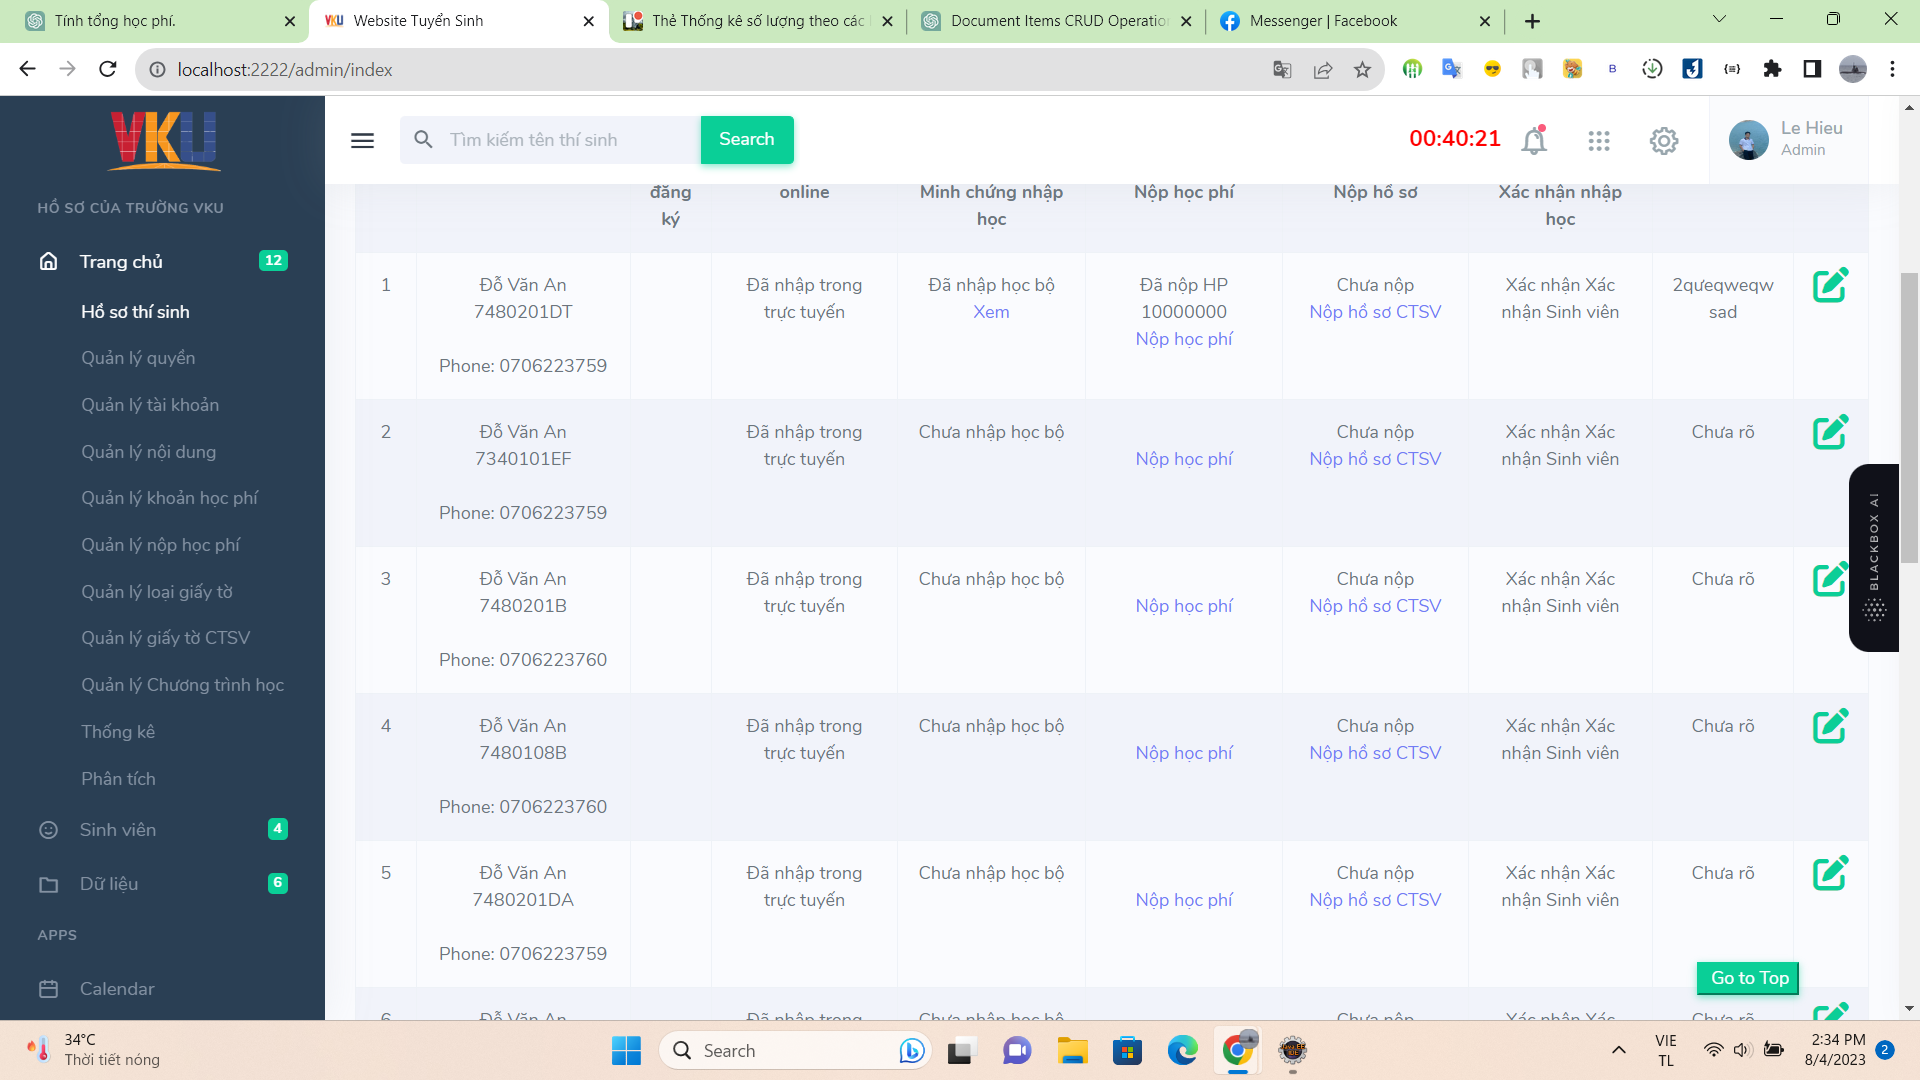 Tính tổng học phí.
Website Tuyển Sinh
Thẻ Thống kê số lượng theo các
Document Items CRUD Operation
Messenger | Facebook
localhost:2222/admin/index
VKU
HỒ SƠ CỦA TRƯỜNG VKU
Trang chủ 12
Hồ sơ thí sinh
Quản lý quyền
Quản lý tài khoản
Quản lý nội dung
Quản lý khoản học phí
Quản lý nộp học phí
Quản lý loại giấy tờ
Quản lý giấy tờ CTSV
Quản lý Chương trình học
Thống kê
Phân tích
Sinh viên 4
Dữ liệu 6
APPS
Calendar
Tìm kiếm tên thí sinh
Search
00:40:21
Le Hieu
Admin
đăng online Minh chứng nhập Nộp học phí Nộp hồ sơ Xác nhận nhập
ký học học
1 Đỗ Văn An Đã nhập trong Đã nhập học bộ Đã nộp HP Chưa nộp Xác nhận Xác 2qưeqweqw
7480201DT trực tuyến Xem 10000000 Nộp hồ sơ CTSV nhận Sinh viên sad
Nộp học phí
Phone: 0706223759
2 Đỗ Văn An Đã nhập trong Chưa nhập học bộ Chưa nộp Xác nhận Xác Chưa rõ
7340101EF trực tuyến Nộp học phí Nộp hồ sơ CTSV nhận Sinh viên
Phone: 0706223759
3 Đỗ Văn An Đã nhập trong Chưa nhập học bộ Chưa nộp Xác nhận Xác Chưa rõ
7480201B trực tuyến Nộp học phí Nộp hồ sơ CTSV nhận Sinh viên
Phone: 0706223760
4 Đỗ Văn An Đã nhập trong Chưa nhập học bộ Chưa nộp Xác nhận Xác Chưa rõ
7480108B trực tuyến Nộp học phí Nộp hồ sơ CTSV nhận Sinh viên
Phone: 0706223760
5 Đỗ Văn An Đã nhập trong Chưa nhập học bộ Chưa nộp Xác nhận Xác Chưa rõ
7480201DA trực tuyến Nộp học phí Nộp hồ sơ CTSV nhận Sinh viên
Phone: 0706223759
6 Đỗ Văn An Đã nhập trong Chưa nhập học bộ Chưa nộp Xác nhận Xác Chưa rõ
BLACKBOX AI
Go to Top
34°C
Thời tiết nóng
Search
VIE
TL
2:34 PM
8/4/2023
2